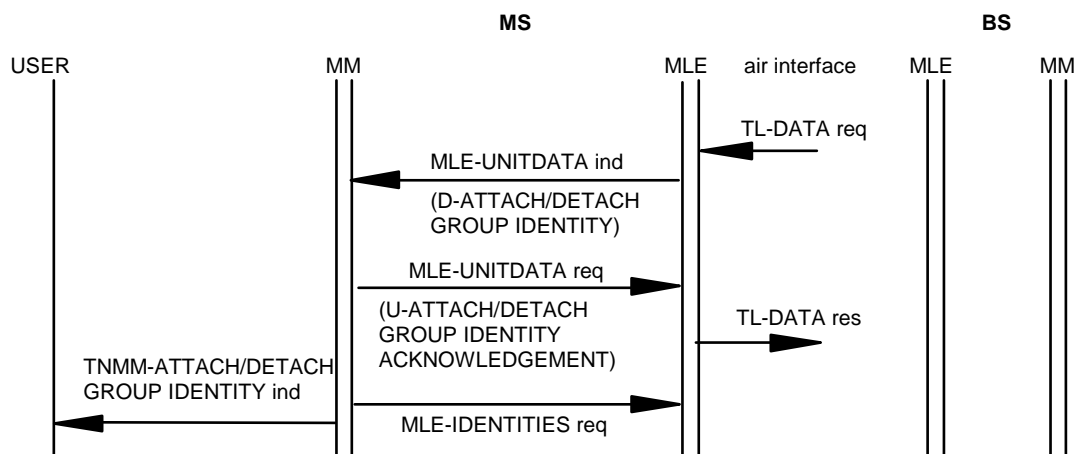 MS BS
USER MM MLE air interface MLE MM
TL-DATA req
MLE-UNITDATA ind
(D-ATTACH/DETACH
GROUP IDENTITY)
MLE-UNITDATA req
(U-ATTACH/DETACH
GROUP IDENTITY
ACKNOWLEDGEMENT)
TL-DATA res
TNMM-ATTACH/DETACH
GROUP IDENTITY ind
MLE-IDENTITIES req